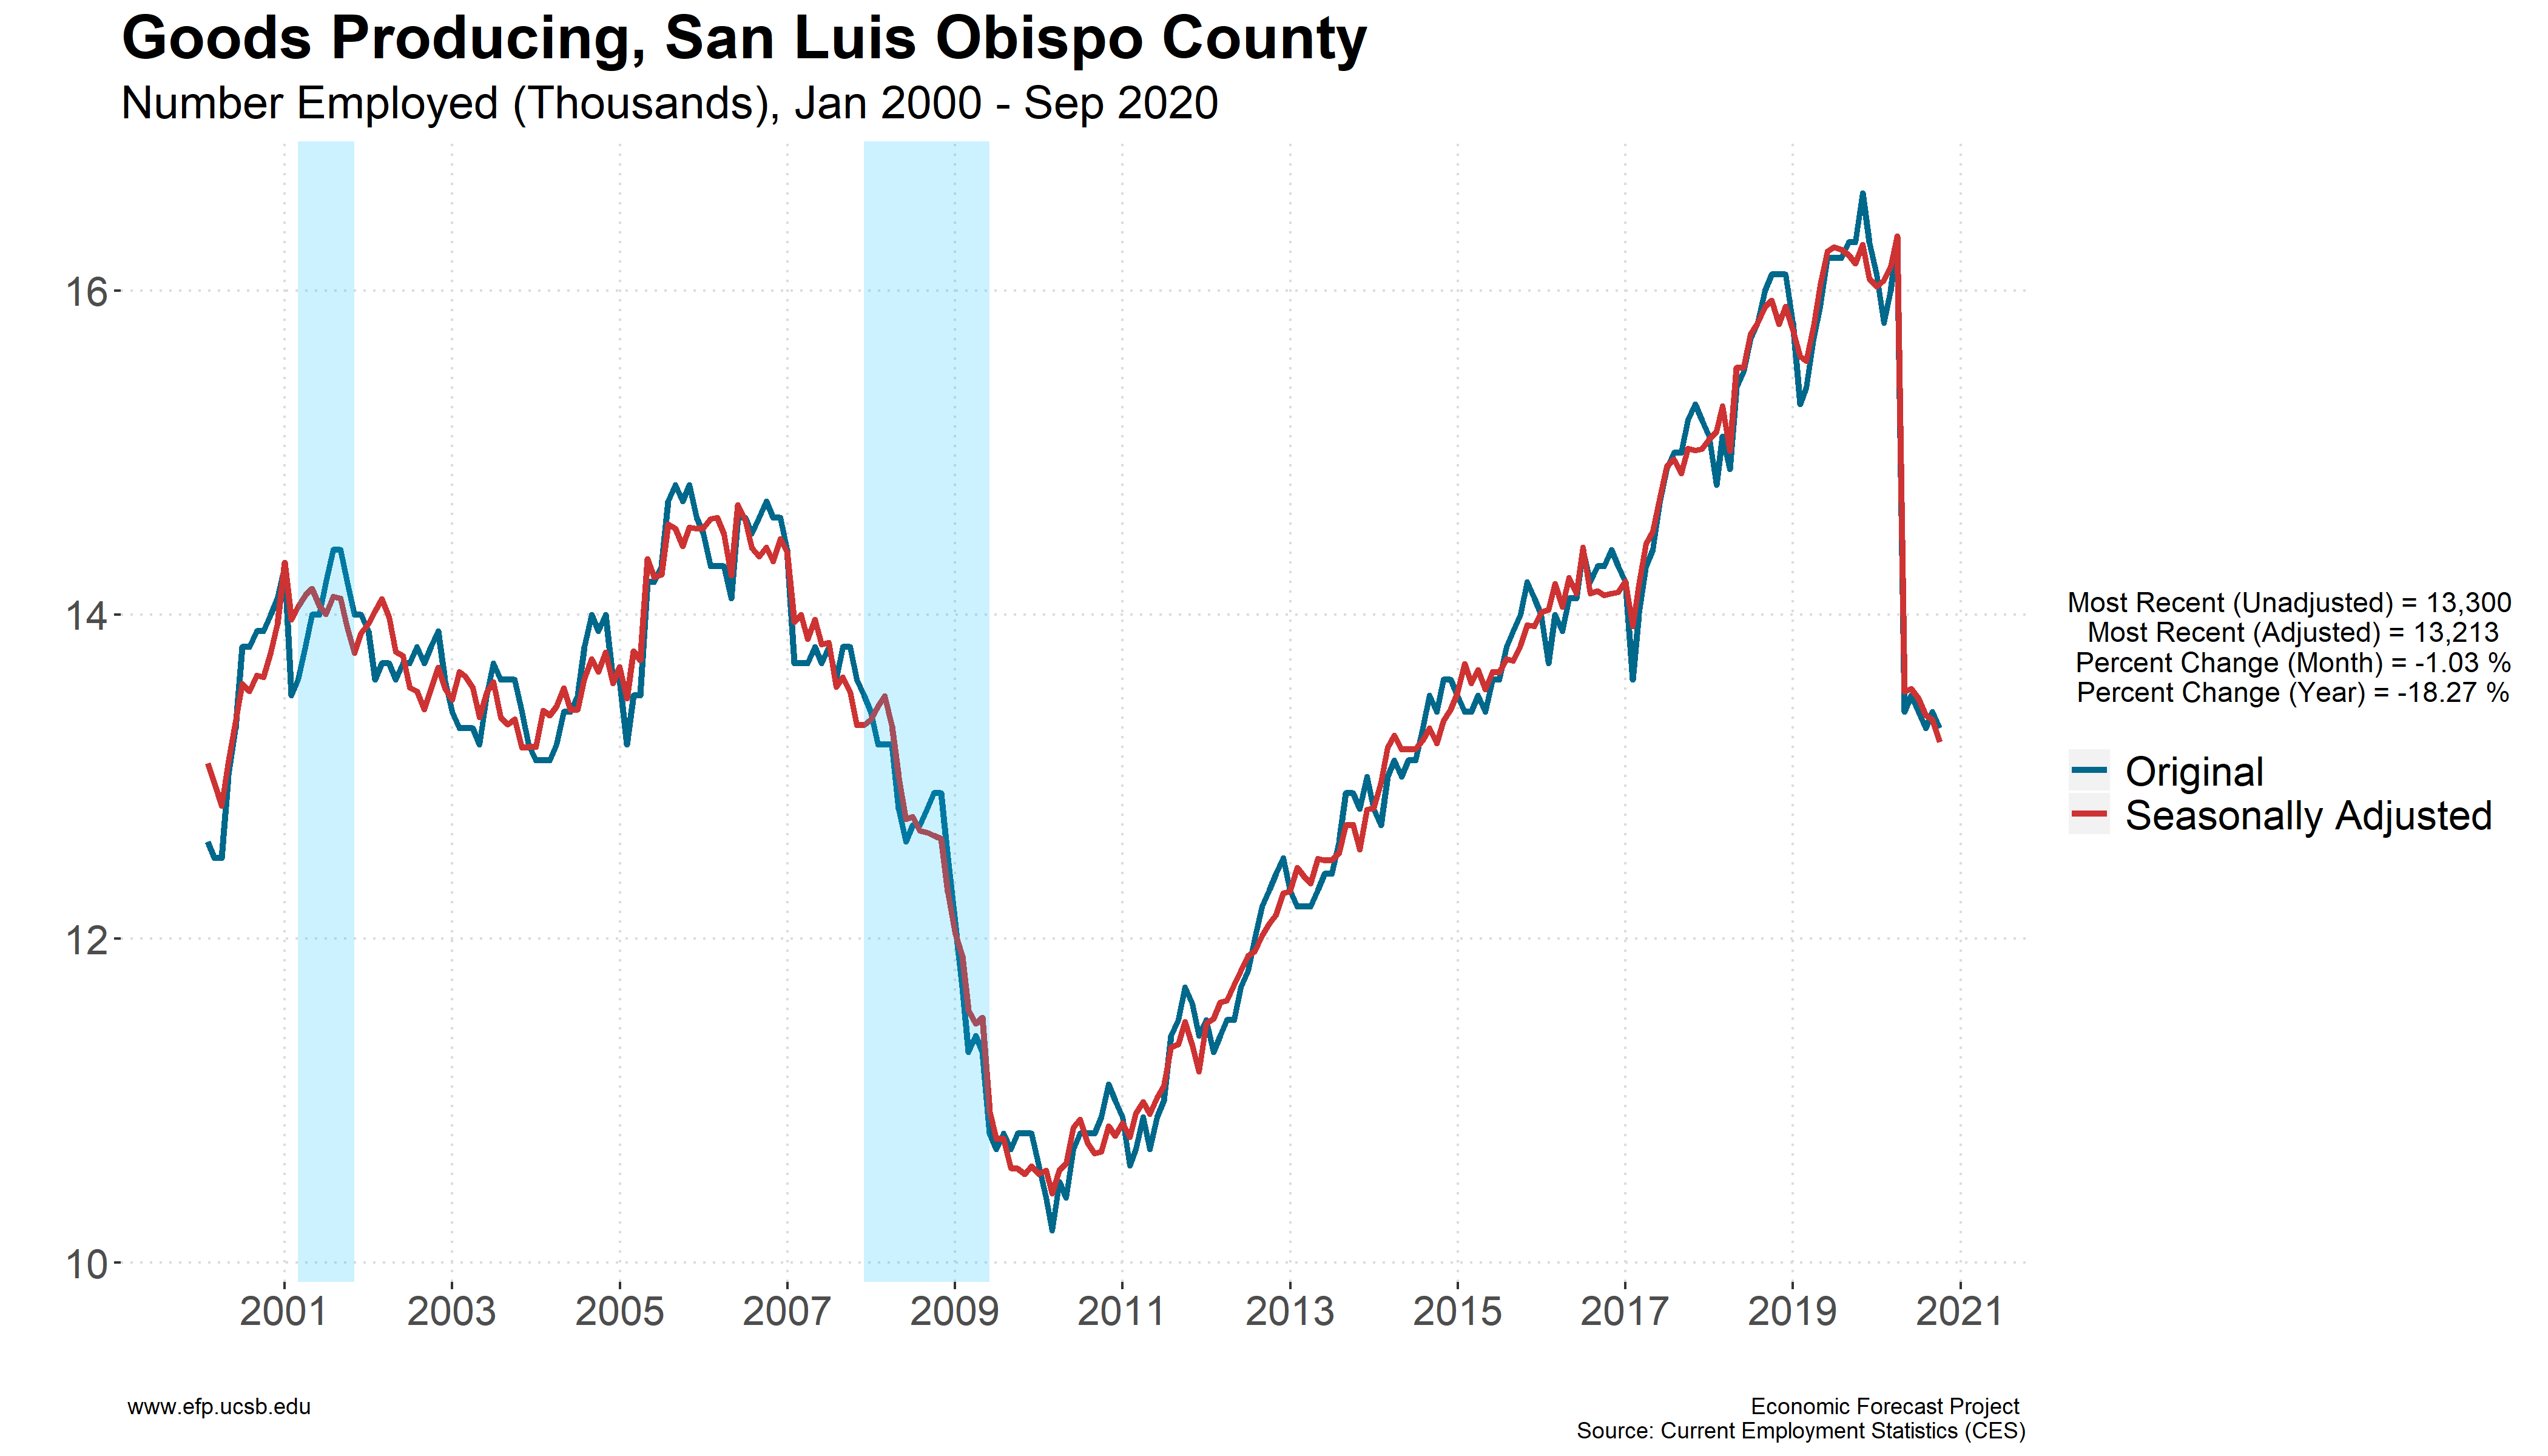 Goods Producing, San Luis Obispo County
Number Employed (Thousands), Jan 2000 - Sep 2020
16
14
12
10
2001 2003 2005 2007 2009 2011 2013 2015 2017 2019 2021
Most Recent (Unadjusted) = 13,300
Most Recent (Adjusted) = 13,213
Percent Change (Month) = -1.03 %
Percent Change (Year) = -18.27 %
Original
Seasonally Adjusted
www.efp.ucsb.edu
Economic Forecast Project
Source: Current Employment Statistics (CES)